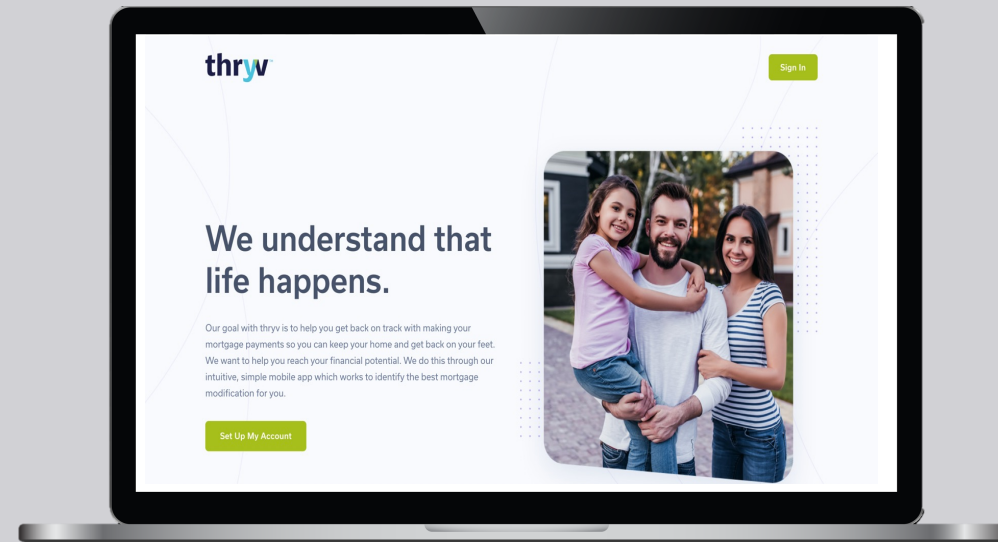 thryv
Sign In
We understand that
life happens.
Our goal with thryv is to help you get back on track with making your
mortgage payments so you can keep your home and get back on your feet.
We want to help you reach your financial potential. We do this through our
intuitive, simple mobile app which works to identify the best mortgage
modification for you.
Set Up My Account